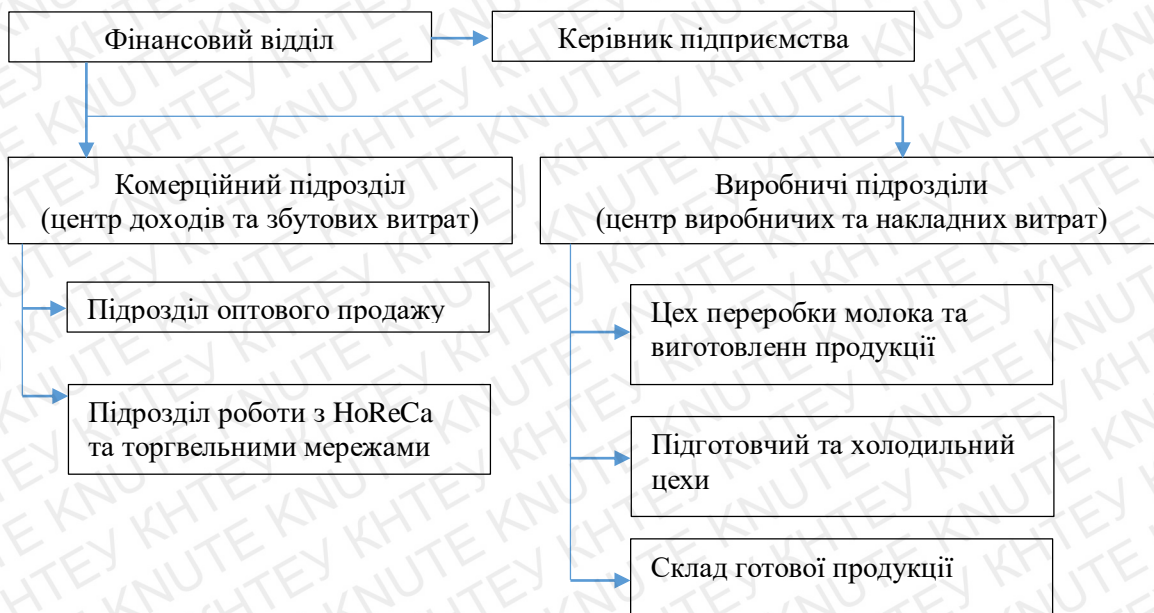 Фінансовий відділ
Керівник підприємства
Комерційний підрозділ
(центр доходів та збутових витрат)
Виробничі підрозділи
(центр виробничих та накладних витрат)
Підрозділ оптового продажу
Підрозділ роботи з HoReCa
та торгвельними мережами
Цех переробки молока та
виготовленн продукції
Підготовчий та холодильний
цехи
Склад готової продукції